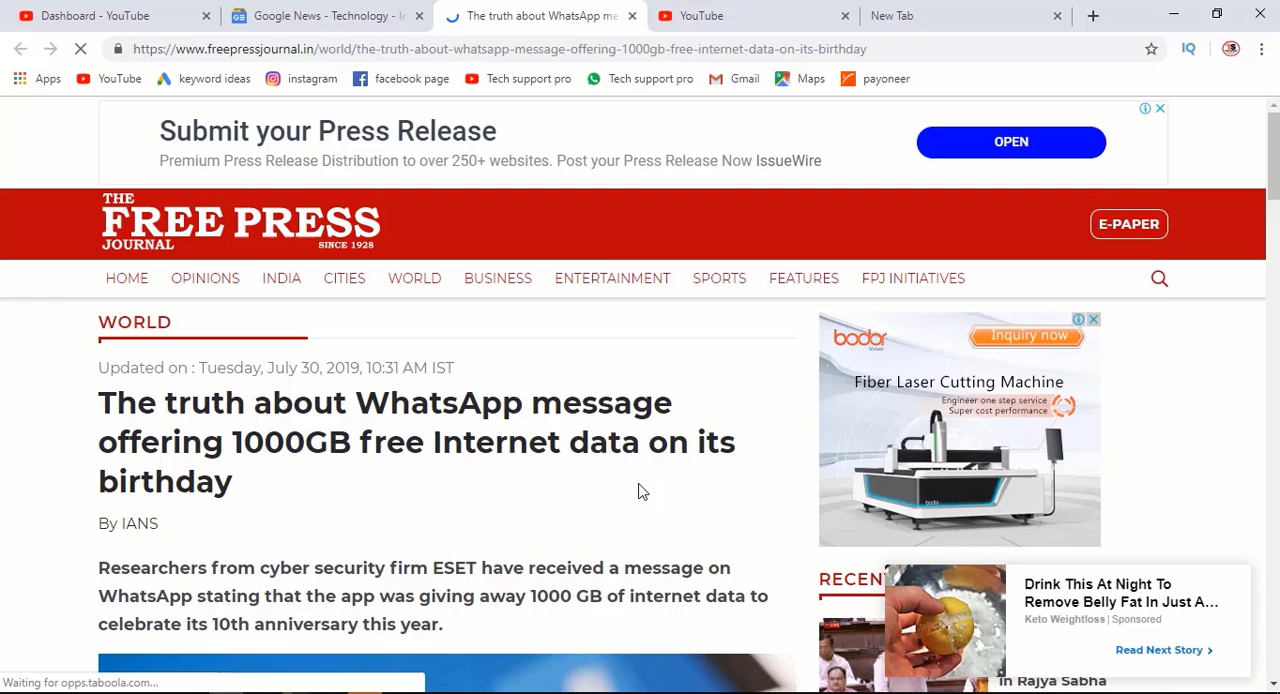 Dashboard - YouTube
Google News - Technology - In
The truth about WhatsApp me
YouTube
New Tab
https://www.freepressjournal.in/world/the-truth-about-whatsapp-message-offering-1000gb-free-internet-data-on-its-birthday
IQ
Apps YouTube keyword ideas instagram facebook page Tech support pro Tech support pro Gmail Maps payoneer
Submit your Press Release
Premium Press Release Distribution to over 250+ websites. Post your Press Release Now IssueWire
OPEN
THE
FREE PRESS
JOURNAL SINCE 1928
E-PAPER
HOME OPINIONS INDIA CITIES WORLD BUSINESS ENTERTAINMENT SPORTS FEATURES FPJ INITIATIVES
WORLD
Updated on : Tuesday, July 30, 2019, 10:31 AM IST
The truth about WhatsApp message
offering 1000GB free Internet data on its
birthday
By IANS
Researchers from cyber security firm ESET have received a message on
WhatsApp stating that the app was giving away 1000 GB of internet data to
celebrate its 10th anniversary this year.
bodor
laser
Inquiry now
Fiber Laser Cutting Machine
Engineer one step service
Super cost performance
bodor
RECEN
LIVE
Drink This At Night To
Remove Belly Fat In Just A...
Keto Weightloss | Sponsored
Read Next Story >
in Rajya Sabha
Waiting for opps.taboola.com...